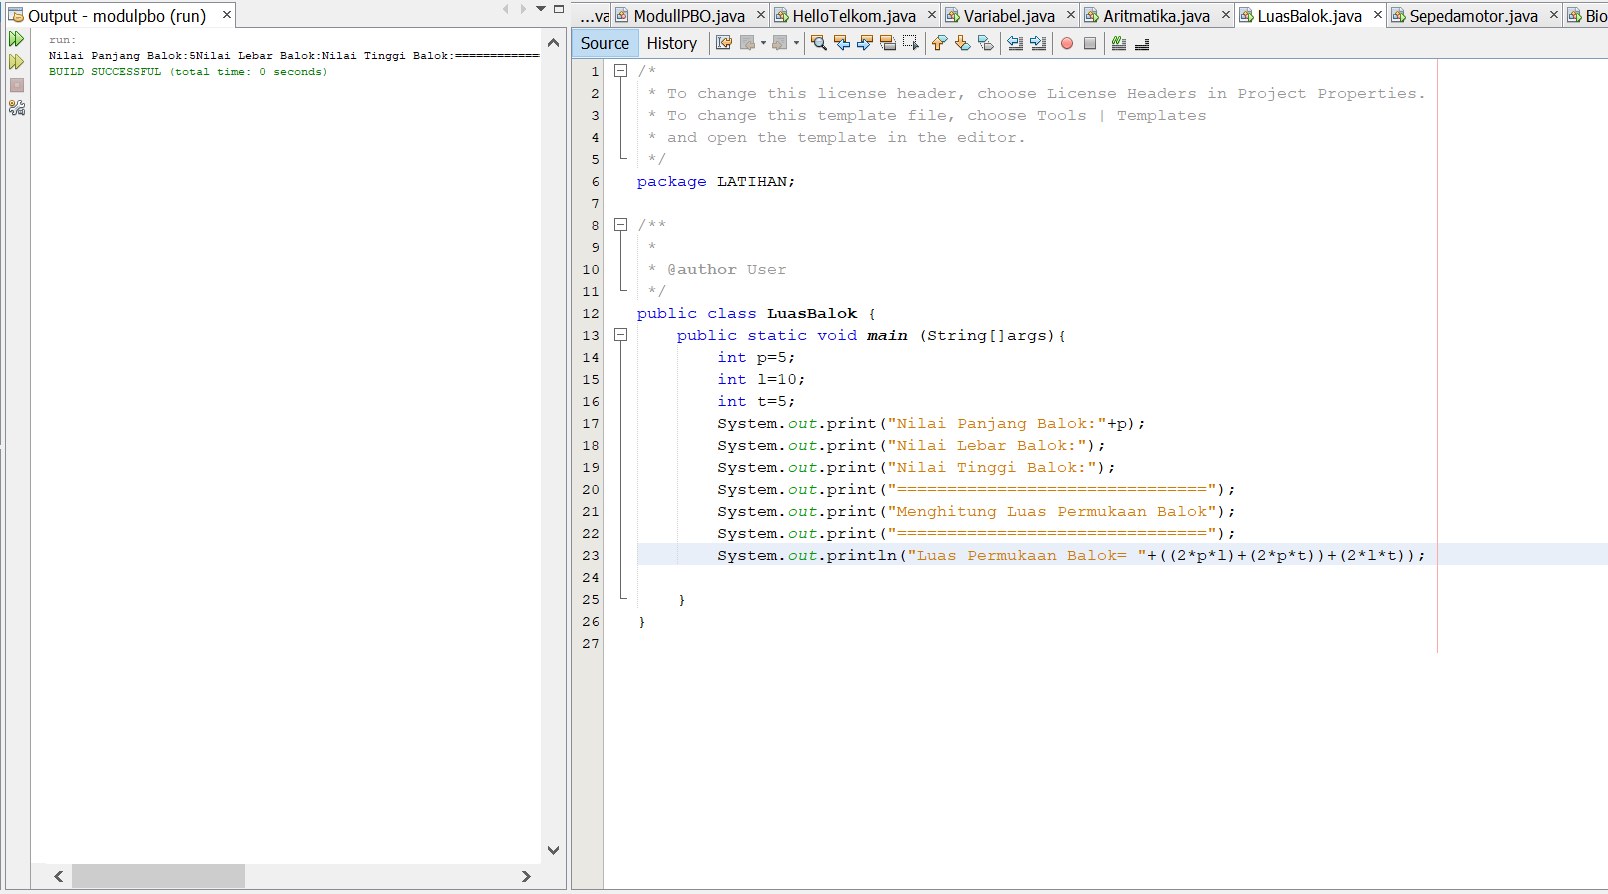 Output - modulpbo (run)
run:
Nilai Panjang Balok:5Nilai Lebar Balok:Nilai Tinggi Balok:=============
BUILD SUCCESSFUL (total time: 0 seconds)
...va ModulIPBO.java HelloTelkom.java Variabel.java Aritmatika.java LuasBalok.java Sepedamotor.java Bio
Source History
1 /*
2 * To change this license header, choose License Headers in Project Properties.
3 * To change this template file, choose Tools | Templates
4 * and open the template in the editor.
5 */
6 package LATIHAN;
7
8 /**
9 *
10 * @author User
11 */
12 public class LuasBalok {
13 public static void main (String[]args){
14 int p=5;
15 int l=10;
16 int t=5;
17 System.out.print("Nilai Panjang Balok:"+p);
18 System.out.print("Nilai Lebar Balok:");
19 System.out.print("Nilai Tinggi Balok:");
20 System.out.print("===============================");
21 System.out.print("Menghitung Luas Permukaan Balok");
22 System.out.print("===============================");
23 System.out.println("Luas Permukaan Balok= "+((2*p*l)+(2*p*t))+(2*l*t));
24
25 }
26 }
27